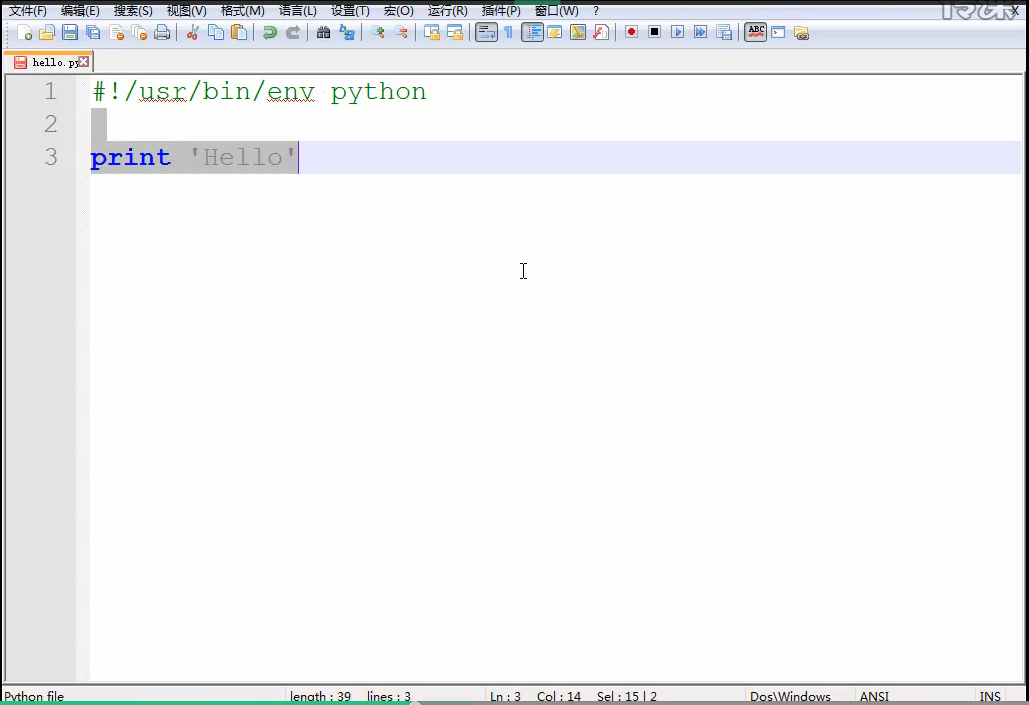 文件(F) 编辑(E) 搜索(S) 视图(V) 格式(M) 语言(L) 设置(T) 宏(O) 运行(R) 插件(P) 窗口(W) ? X
ABC
hello.py
1 #!/usr/bin/env python
2
3 print 'Hello'
Python file length : 39 lines : 3 Ln : 3 Col : 14 Sel : 15 | 2 Dos\Windows ANSI INS